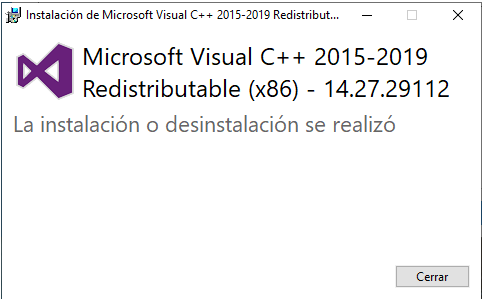 Instalación de Microsoft Visual C++ 2015-2019 Redistribut...
Microsoft Visual C++ 2015-2019
Redistributable (x86) - 14.27.29112
La instalación o desinstalación se realizó
Cerrar